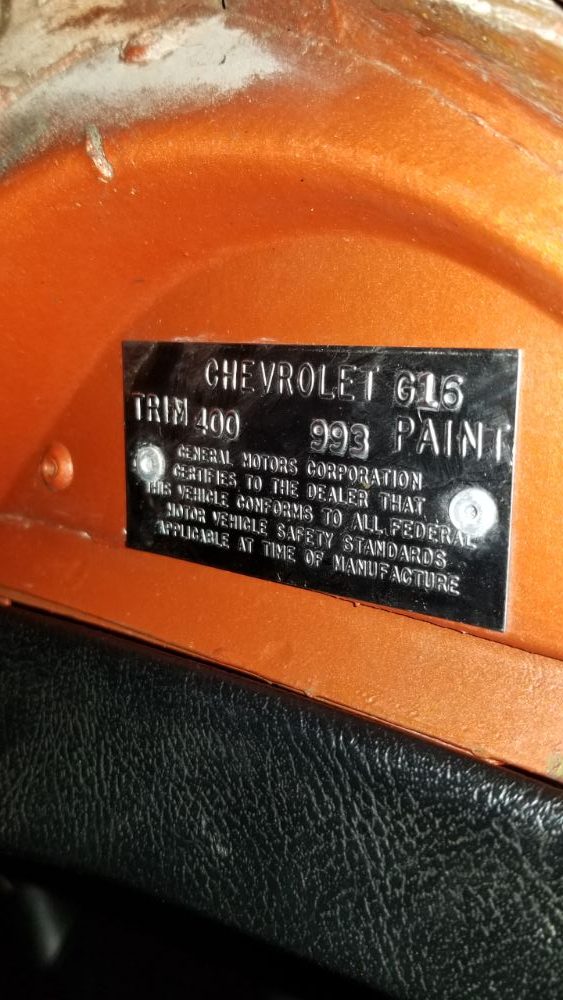 CHEVROLET G16
TRIM 400 993 PAINT
GENERAL MOTORS CORPORATION
CERTIFIES TO THE DEALER THAT
THIS VEHICLE CONFORMS TO ALL FEDERAL
MOTOR VEHICLE SAFETY STANDARDS
APPLICABLE AT TIME OF MANUFACTURE